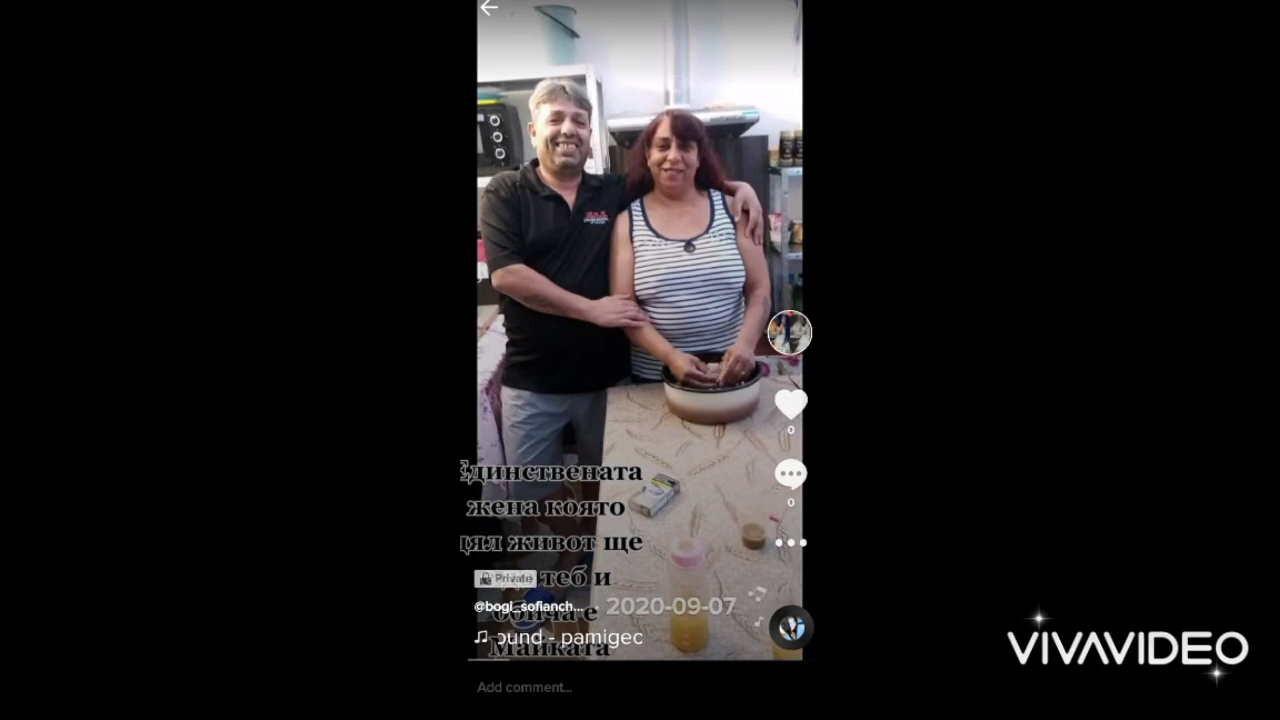 Единствената
жена която
цял живот ще
Private
теб и
@bogi_sofianch... · 2020-09-07
обича е
ound - pamigec
Майката
Add comment...
0
0
VIVAVIDEO